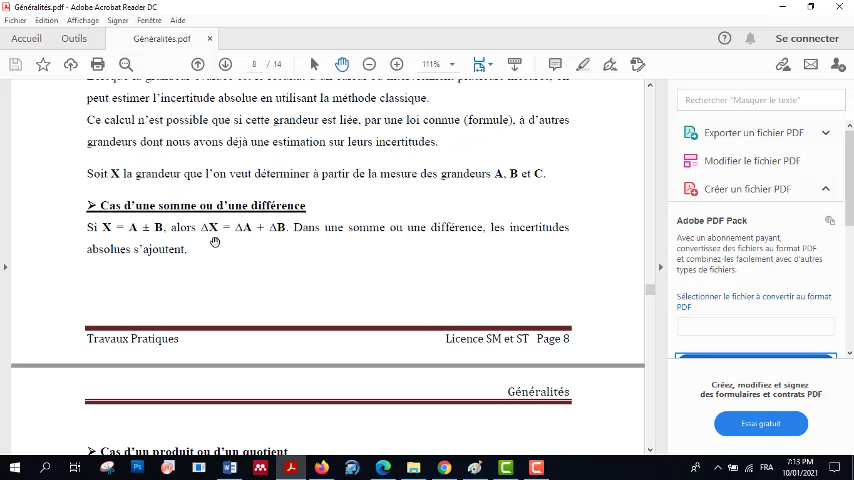 Généralités.pdf - Adobe Acrobat Reader DC
Fichier Edition Affichage Signer Fenêtre Aide
Accueil Outils Généralités.pdf × Se connecter
8 / 14 111%
peut estimer l'incertitude absolue en utilisant la méthode classique.
Ce calcul n'est possible que si cette grandeur est liée, par une loi connue (formule), à d'autres
grandeurs dont nous avons déjà une estimation sur leurs incertitudes.
Soit X la grandeur que l'on veut déterminer à partir de la mesure des grandeurs A, B et C.
➢ Cas d'une somme ou d'une différence
Si X = A ± B, alors ΔX = ΔA + ΔB. Dans une somme ou une différence, les incertitudes
absolues s'ajoutent.
Travaux Pratiques Licence SM et ST Page 8
Généralités
➢ Cas d'un produit ou d'un quotient
Rechercher "Masquer le texte"
Exporter un fichier PDF
Modifier le fichier PDF
Créer un fichier PDF
Adobe PDF Pack
Avec un abonnement payant,
convertissez des fichiers au format PDF
et combinez-les facilement avec d'autres
types de fichiers.
Sélectionner le fichier à convertir au format
PDF
Créez, modifiez et signez
des formulaires et contrats PDF
Essai gratuit
FRA
7:13 PM
10/01/2021